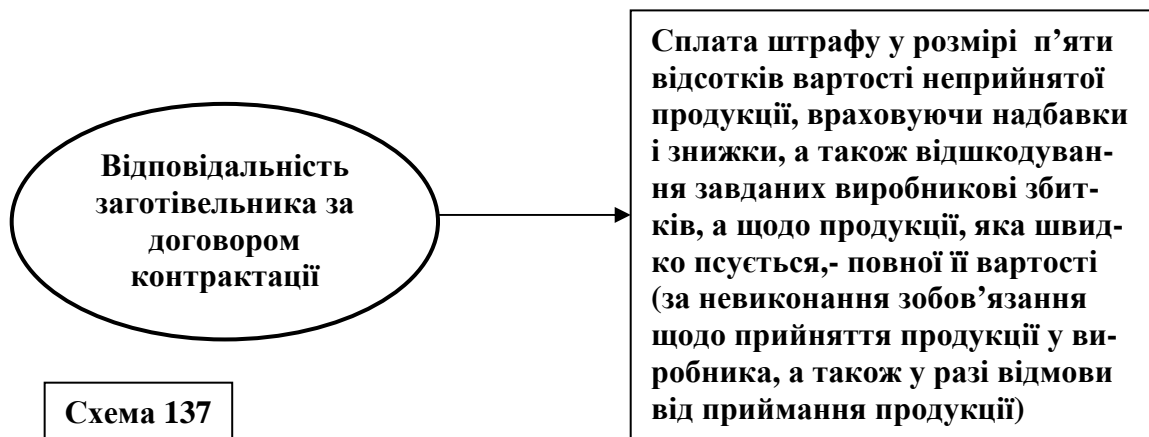 Відповідальність
заготівельника за
договором
контрактації
Сплата штрафу у розмірі п’яти
відсотків вартості неприйнятої
продукції, враховуючи надбавки
і знижки, а також відшкодуван-
ня завданих виробникові збит-
ків, а щодо продукції, яка швид-
ко псується,- повної її вартості
(за невиконання зобов’язання
щодо прийняття продукції у ви-
робника, а також у разі відмови
від приймання продукції)
Схема 137